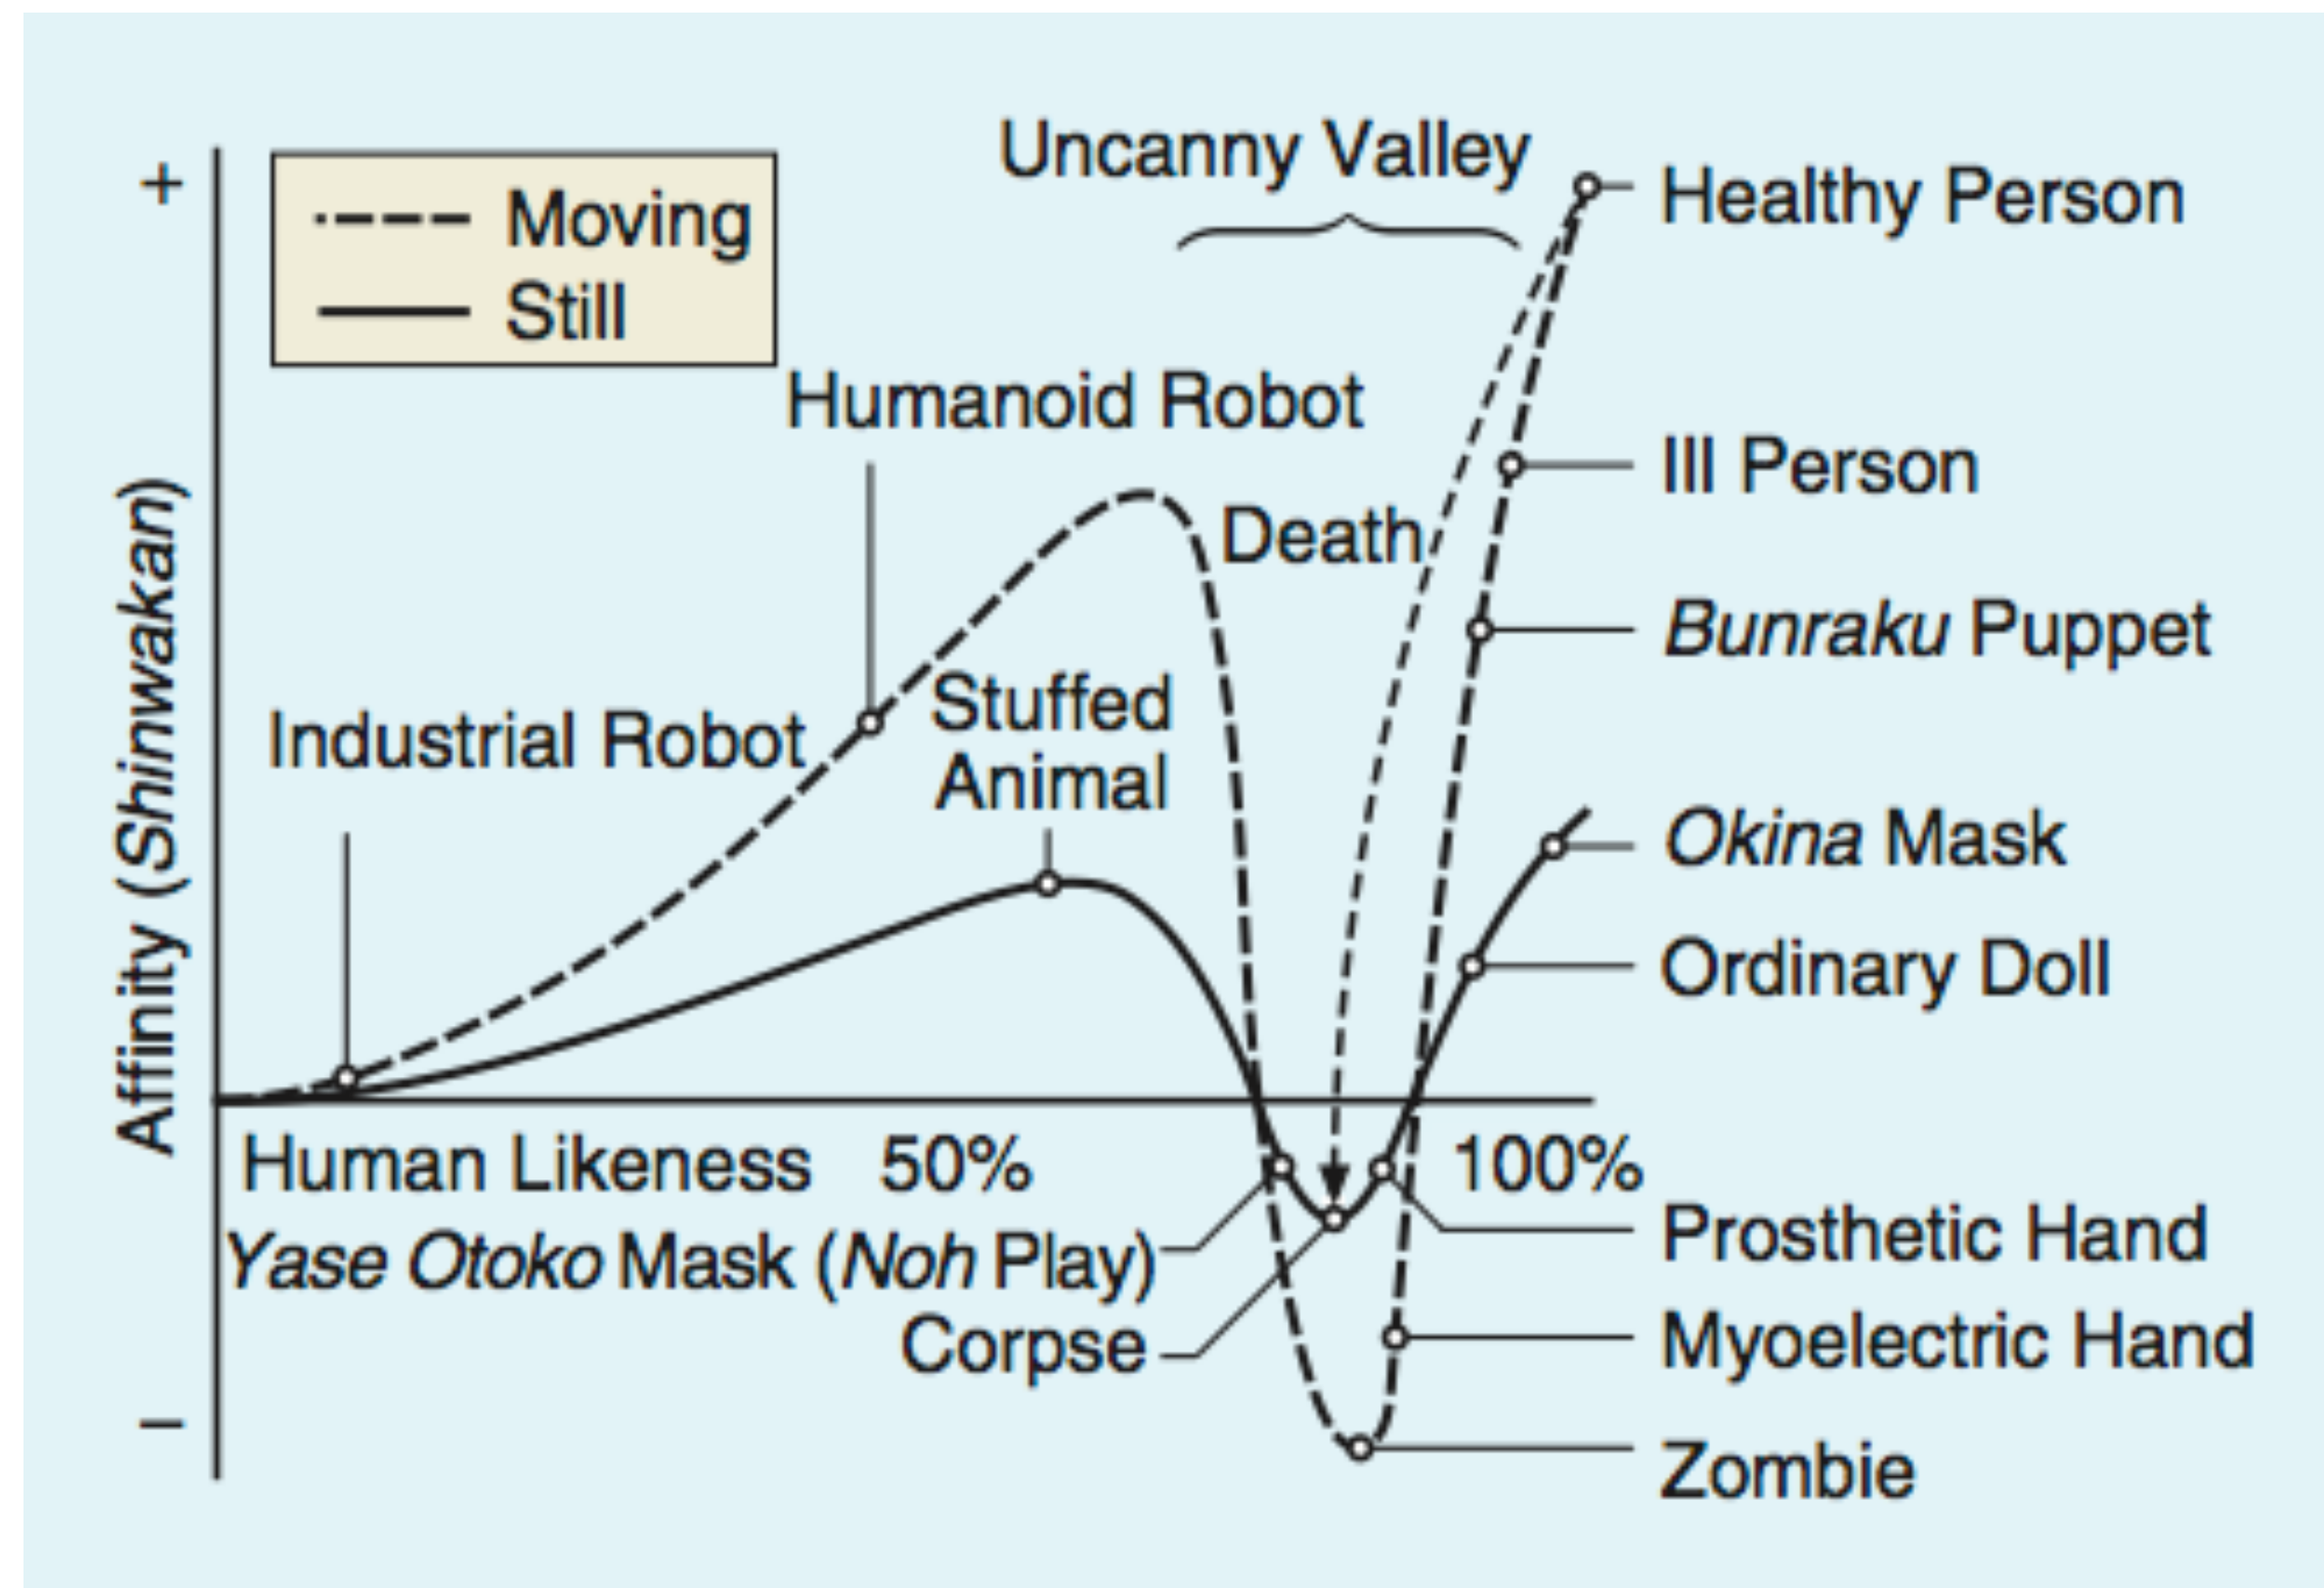 Uncanny Valley
+
Moving
Still
Healthy Person
Humanoid Robot
Ill Person
Death
Bunraku Puppet
Stuffed
Animal
Industrial Robot
Affinity (Shinwakan)
Okina Mask
Ordinary Doll
Human Likeness 50% 100%
Yase Otoko Mask (Noh Play)
Prosthetic Hand
Corpse
Myoelectric Hand
−
Zombie